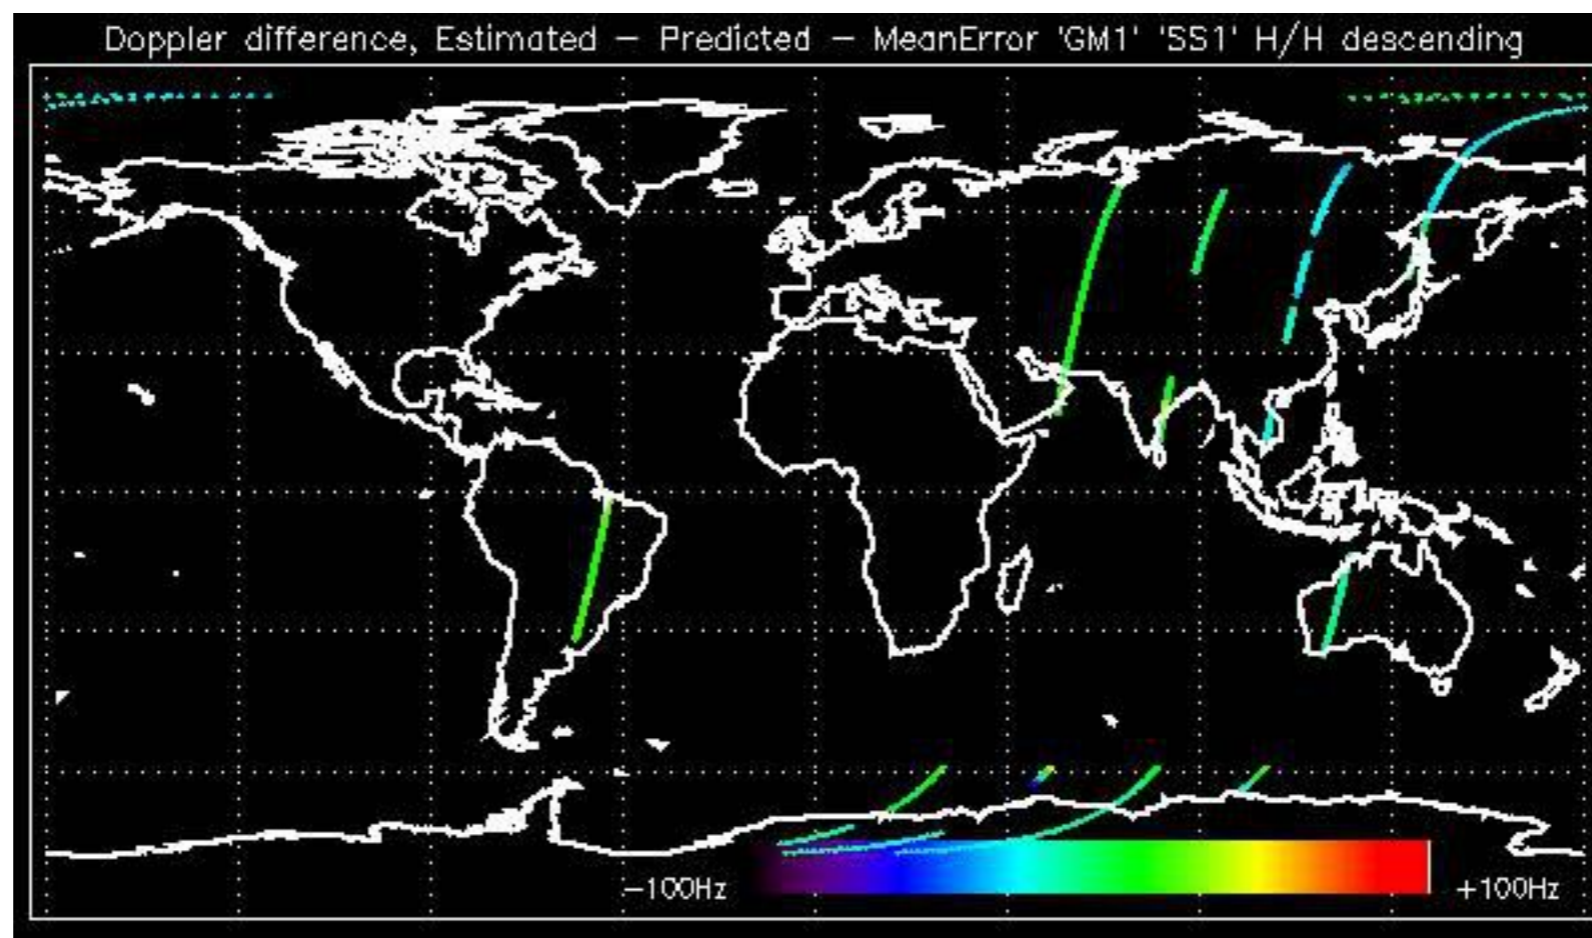 Doppler difference, Estimated – Predicted – MeanError 'GM1' 'SS1' H/H descending
–100Hz +100Hz